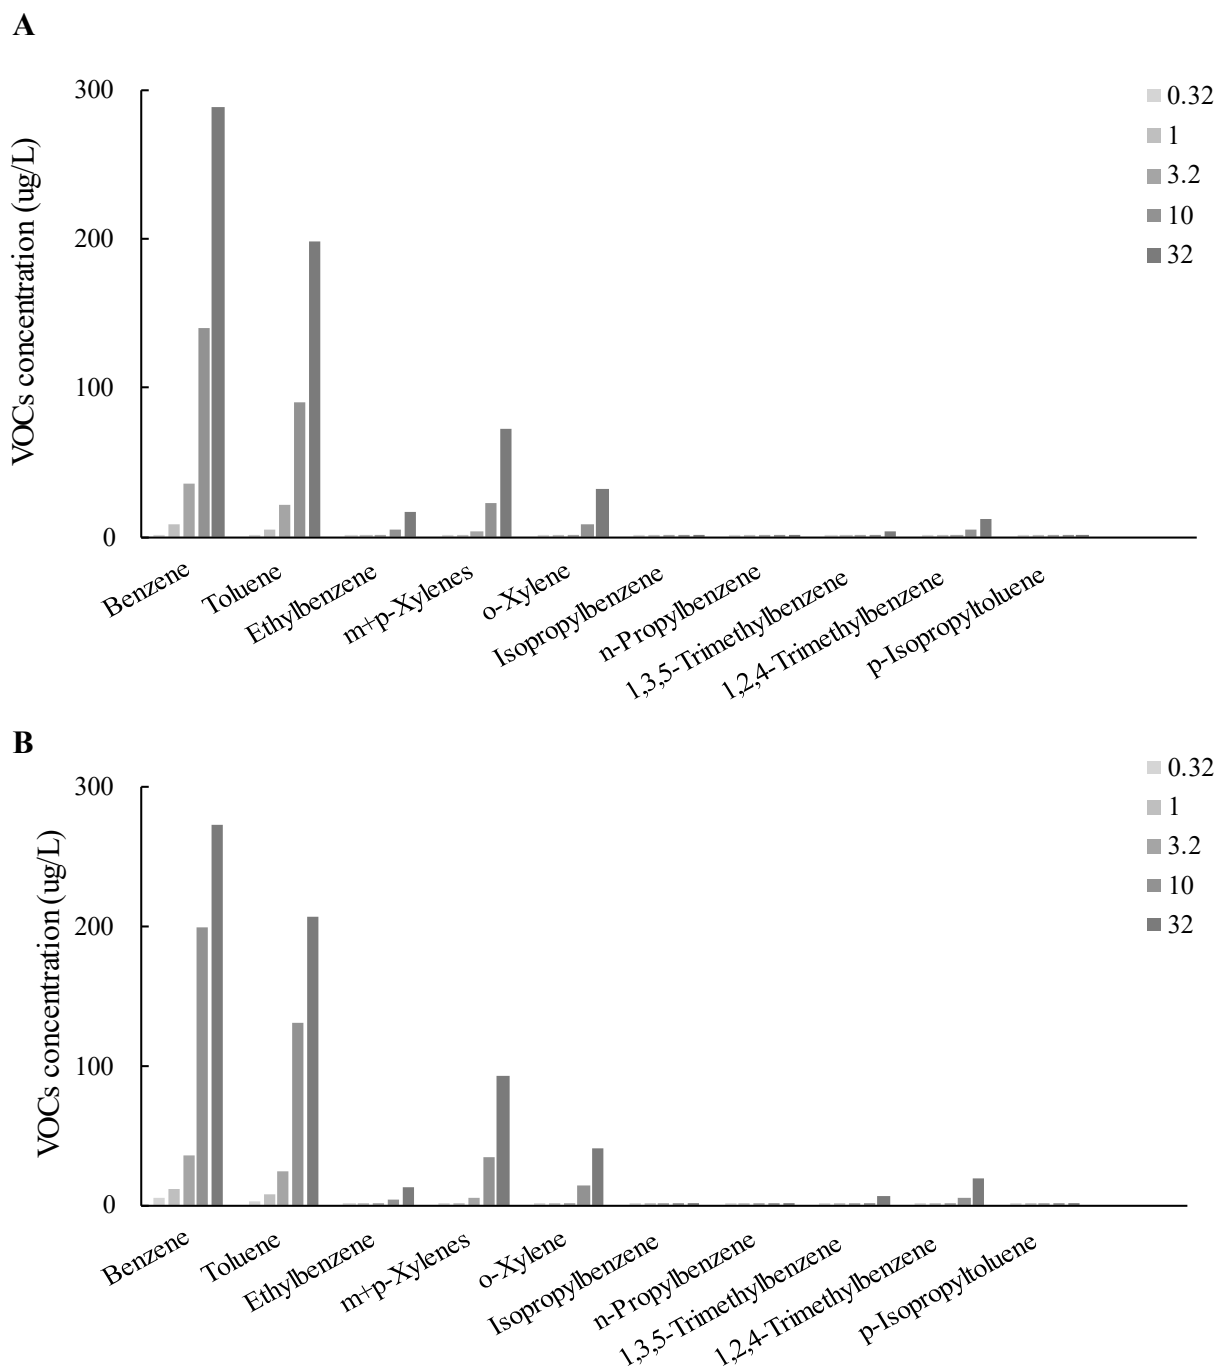 A
VOCs concentration (ug/L)
300
200
100
0
Benzene
Toluene
Ethylbenzene
m+p-Xylenes
o-Xylene
Isopropylbenzene
n-Propylbenzene
1,3,5-Trimethylbenzene
1,2,4-Trimethylbenzene
p-Isopropyltoluene
0.32
1
3.2
10
32
B
VOCs concentration (ug/L)
300
200
100
0
Benzene
Toluene
Ethylbenzene
m+p-Xylenes
o-Xylene
Isopropylbenzene
n-Propylbenzene
1,3,5-Trimethylbenzene
1,2,4-Trimethylbenzene
p-Isopropyltoluene
0.32
1
3.2
10
32